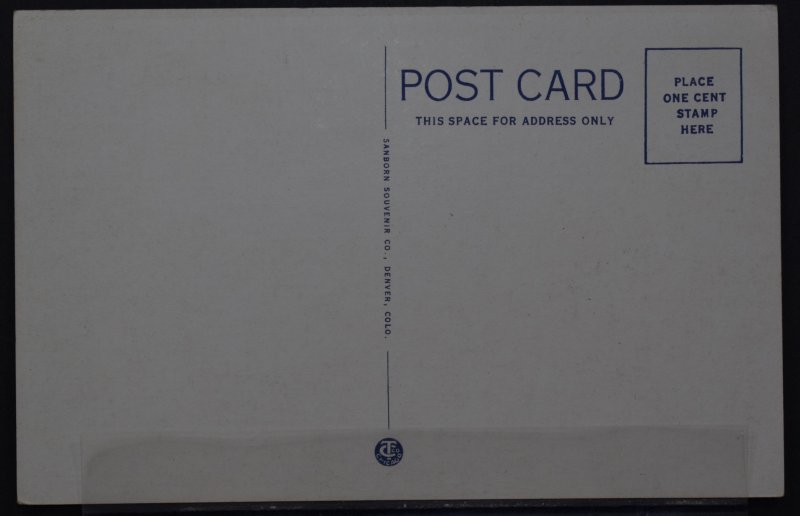 POST CARD
THIS SPACE FOR ADDRESS ONLY
PLACE
ONE CENT
STAMP
HERE
SANBORN SOUVENIR CO., DENVER, COLO.